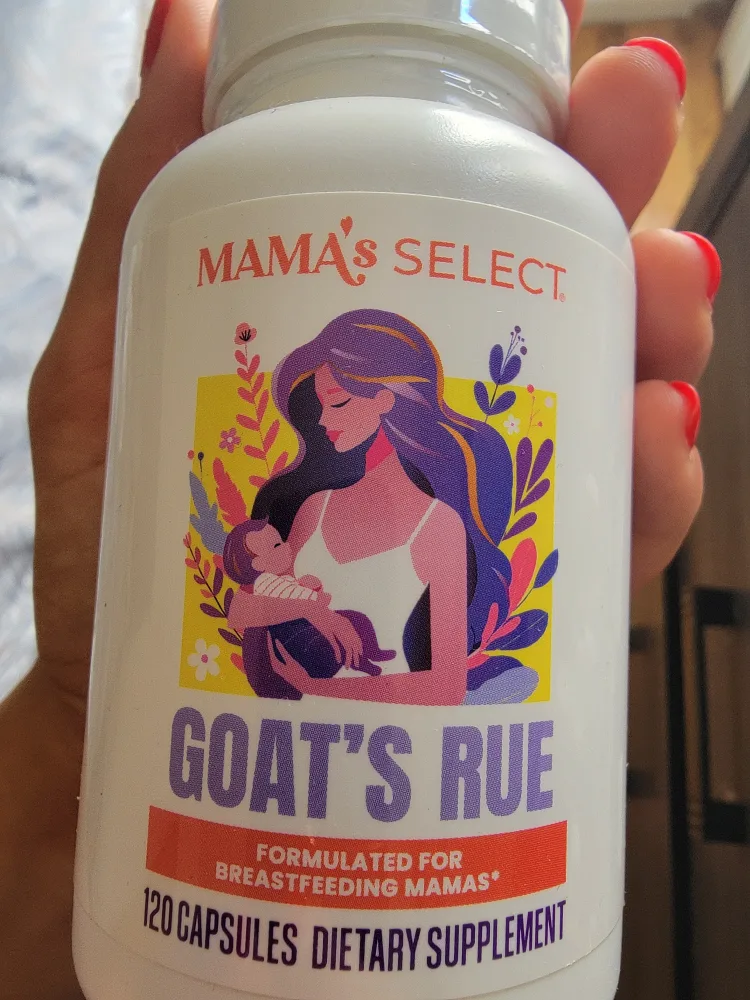 MAMA's SELECT®
GOAT'S RUE
FORMULATED FOR
BREASTFEEDING MAMAS*
120 CAPSULES DIETARY SUPPLEMENT